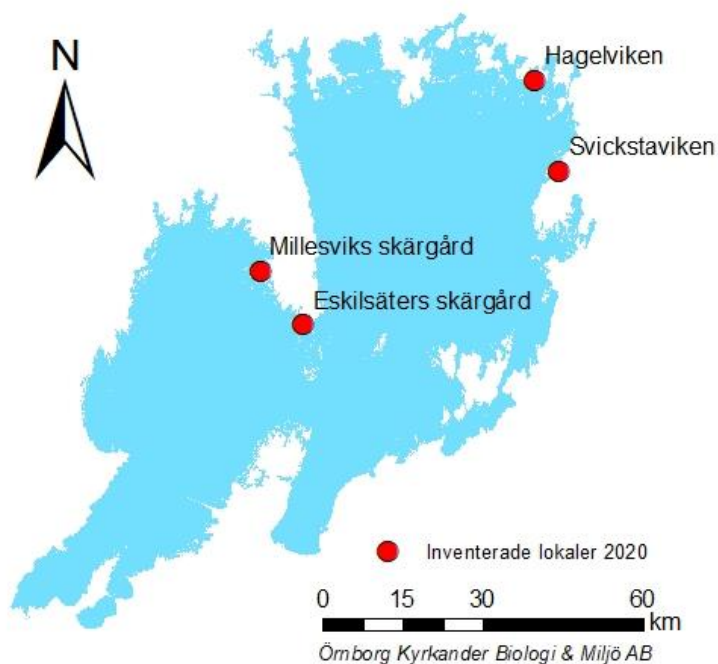 N
Hagelviken
Svickstaviken
Millesviks skärgård
Eskilsäters skärgård
Inventerade lokaler 2020
0 15 30 60
km
Örnborg Kyrkander Biologi & Miljö AB